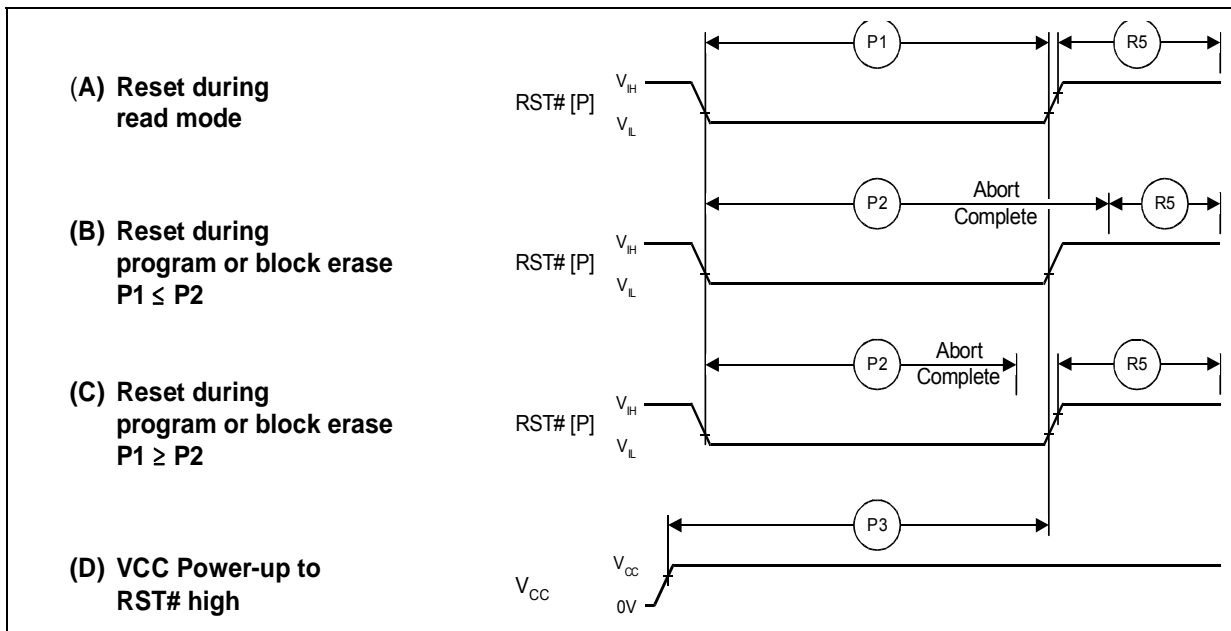 P1
R5
(A) Reset during
read mode
RST# [P]
VIH
VIL
P2
Abort
Complete
R5
(B) Reset during
program or block erase
P1 ≤ P2
RST# [P]
VIH
VIL
P2
Abort
Complete
R5
(C) Reset during
program or block erase
P1 ≥ P2
RST# [P]
VIH
VIL
P3
(D) VCC Power-up to
RST# high
VCC
VCC
0V